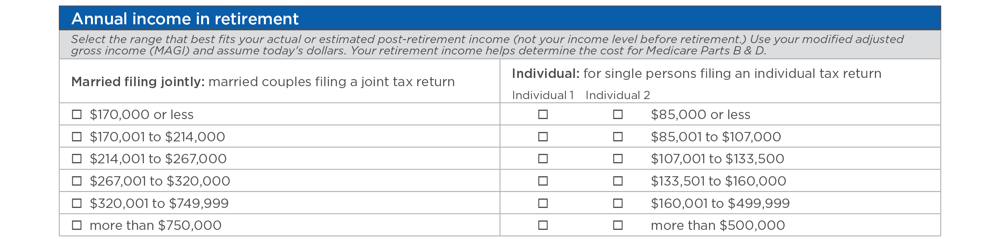 Annual income in retirement
Select the range that best fits your actual or estimated post-retirement income (not your income level before retirement.) Use your modified adjusted
gross income (MAGI) and assume today's dollars. Your retirement income helps determine the cost for Medicare Parts B & D.
Married filing jointly: married couples filing a joint tax return
Individual: for single persons filing an individual tax return
Individual 1 Individual 2
☐ $170,000 or less
☐ ☐ $85,000 or less
☐ $170,001 to $214,000
☐ ☐ $85,001 to $107,000
☐ $214,001 to $267,000
☐ ☐ $107,001 to $133,500
☐ $267,001 to $320,000
☐ ☐ $133,501 to $160,000
☐ $320,001 to $749,999
☐ ☐ $160,001 to $499,999
☐ more than $750,000
☐ ☐ more than $500,000